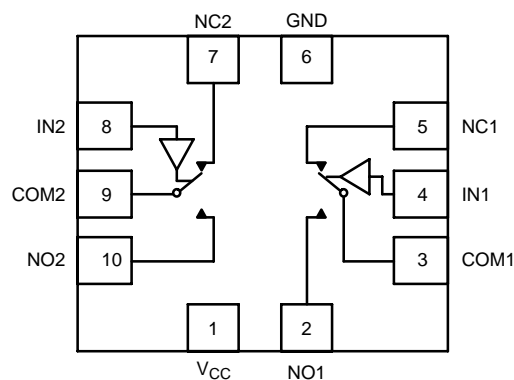 NC2 GND
7 6
IN2 8 5 NC1
COM2 9 4 IN1
NO2 10 3 COM1
1 2
VCC NO1